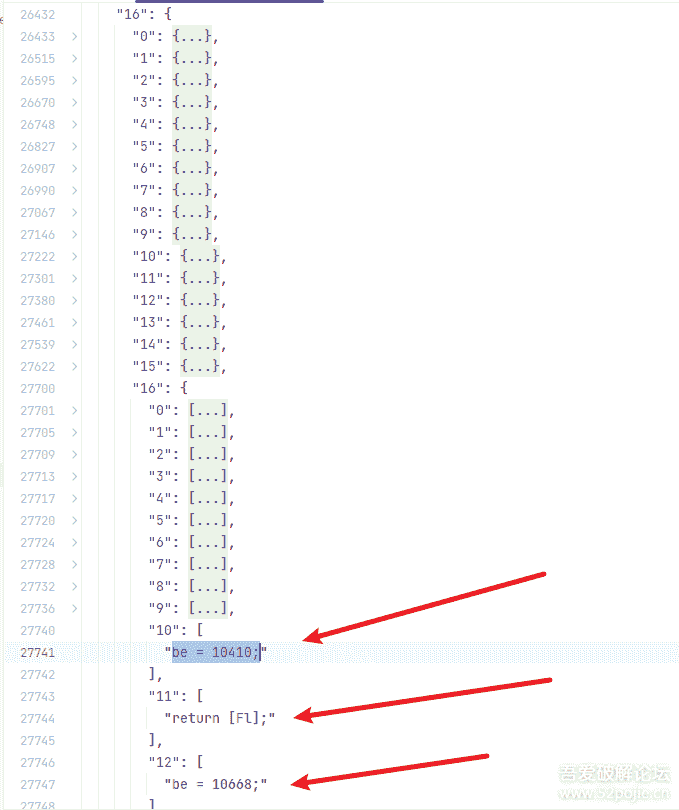 26432 "16": {
26433 > "0": {...},
26515 > "1": {...},
26595 > "2": {...},
26670 > "3": {...},
26748 > "4": {...},
26827 > "5": {...},
26907 > "6": {...},
26990 > "7": {...},
27067 > "8": {...},
27146 > "9": {...},
27222 > "10": {...},
27301 > "11": {...},
27380 > "12": {...},
27461 > "13": {...},
27539 > "14": {...},
27622 > "15": {...},
27700 "16": {
27701 > "0": [...],
27705 > "1": [...],
27709 > "2": [...],
27713 > "3": [...],
27717 > "4": [...],
27720 > "5": [...],
27724 > "6": [...],
27728 > "7": [...],
27732 > "8": [...],
27736 > "9": [...],
27740 "10": [
27741 "be = 10410;"
27742 ],
27743 "11": [
27744 "return [Fl];"
27745 ],
27746 "12": [
27747 "be = 10668;"
27748 ]
吾爱破解论坛
www.52pojie.cn